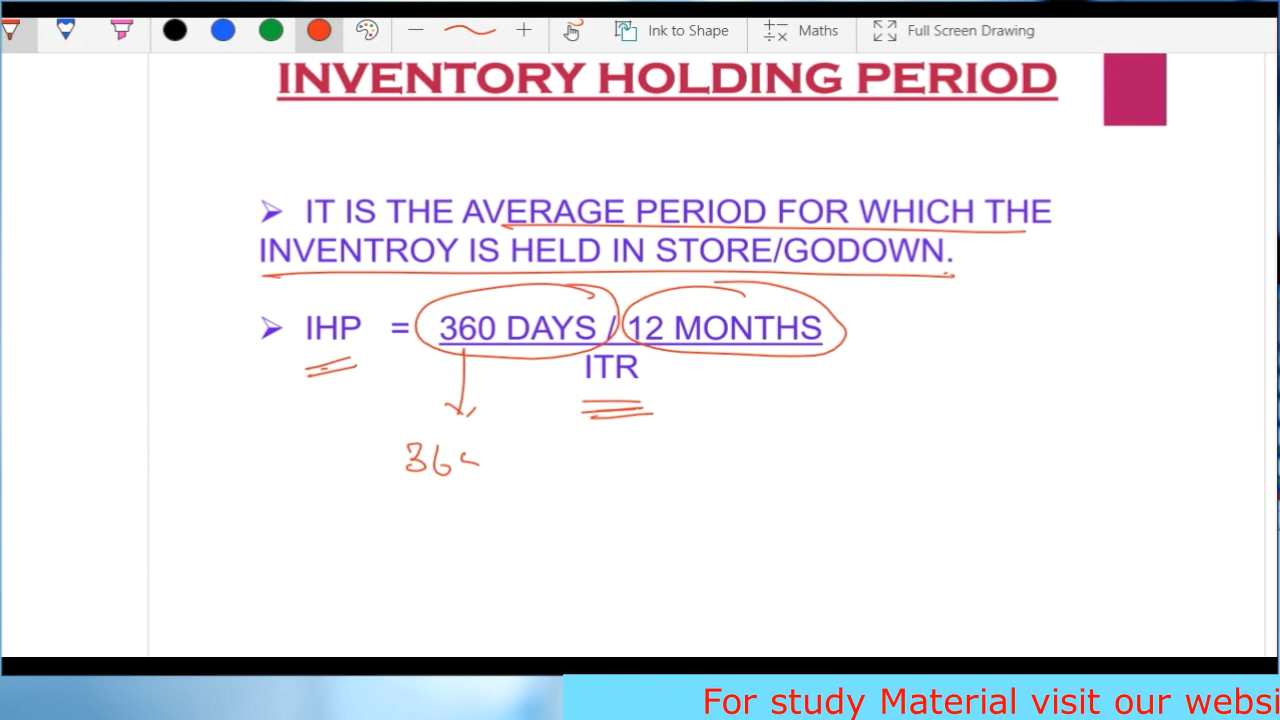 Ink to Shape Maths Full Screen Drawing
INVENTORY HOLDING PERIOD
➢ IT IS THE AVERAGE PERIOD FOR WHICH THE
INVENTROY IS HELD IN STORE/GODOWN.
➢ IHP = 360 DAYS / 12 MONTHS
ITR
For study Material visit our websi